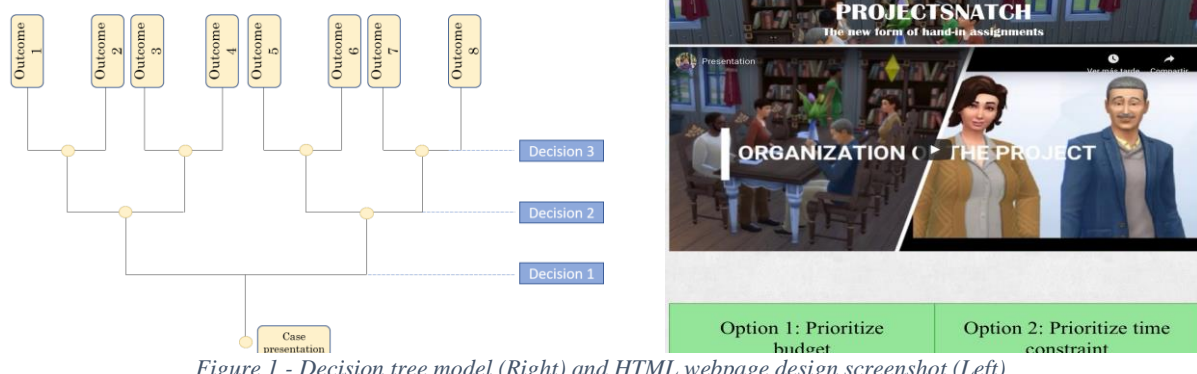 Outcome
1
Outcome
2
Outcome
3
Outcome
4
Outcome
5
Outcome
6
Outcome
7
Outcome
8
Decision 3
Decision 2
Decision 1
Case
presentation
PROJECTSNATCH
The new form of hand-in assignments
Presentation
Ver más tarde
Compartir
ORGANIZATION OF THE PROJECT
Option 1: Prioritize
budget
Option 2: Prioritize time
constraint
Figure 1 - Decision tree model (Right) and HTML webpage design screenshot (Left)